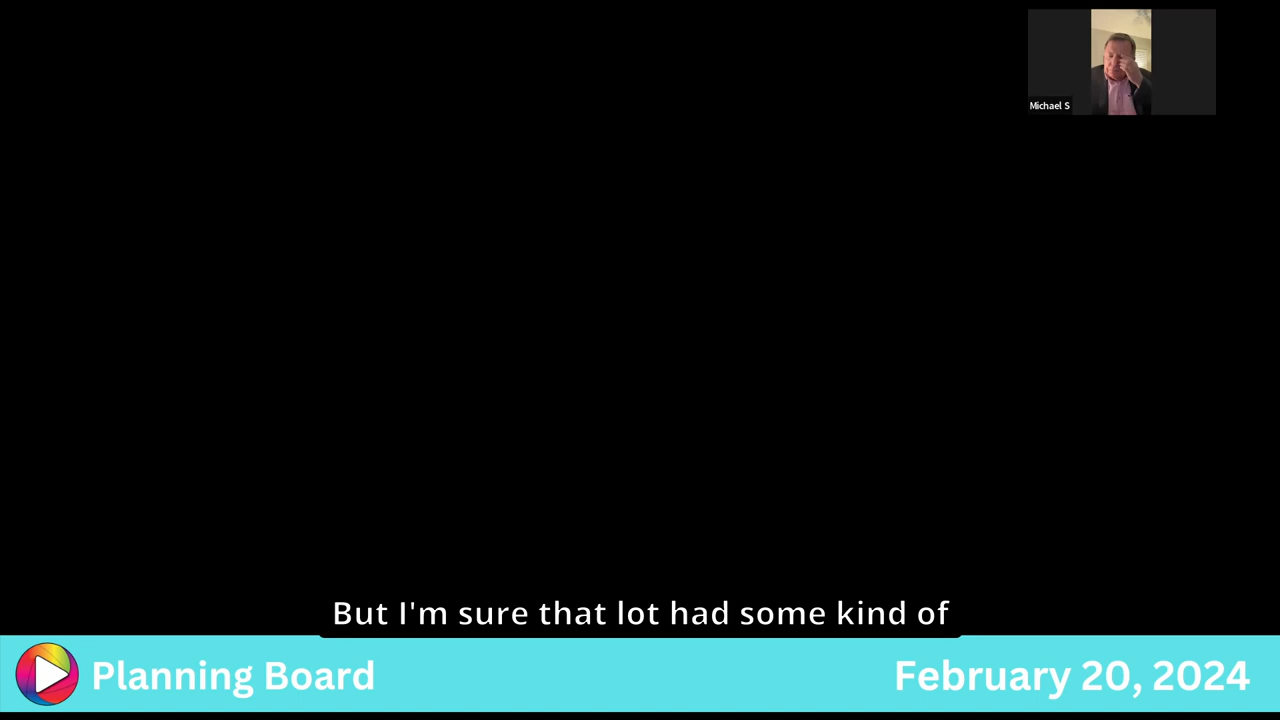 Michael S
But I'm sure that lot had some kind of
Planning Board
February 20, 2024